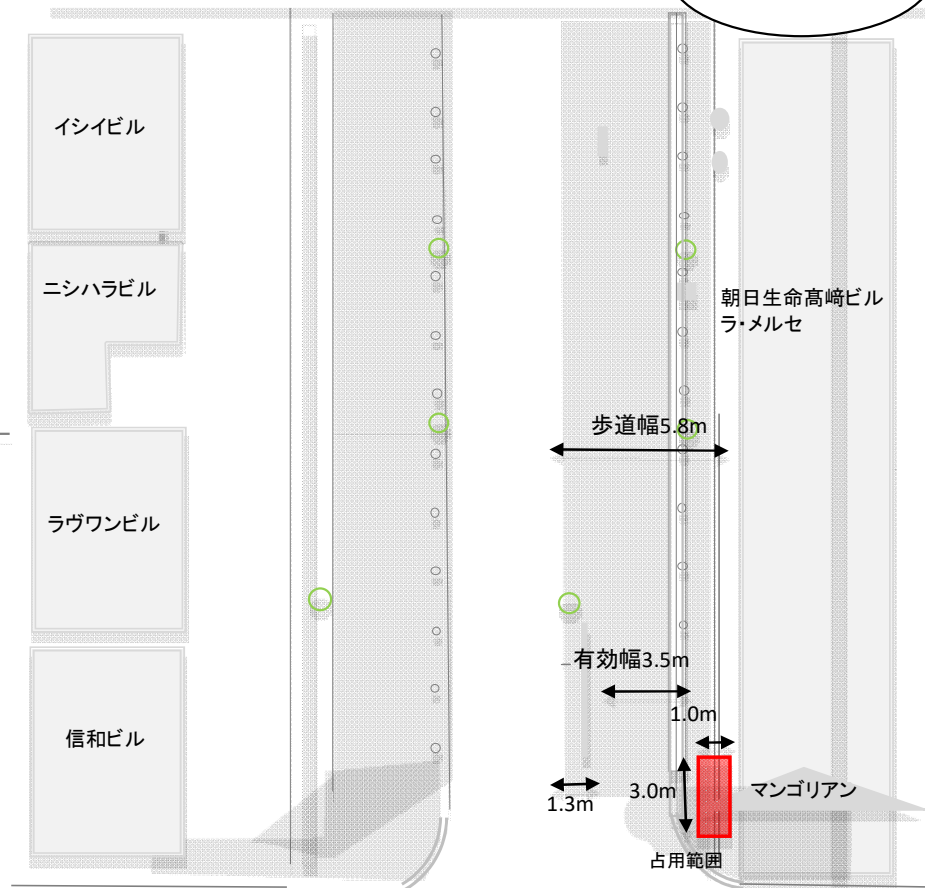 イシイビル
ニシハラビル
朝日生命髙﨑ビル
ラ・メルセ
歩道幅5.8m
ラヴワンビル
有効幅3.5m
1.0m
信和ビル
3.0m
マンゴリアン
1.3m
占用範囲